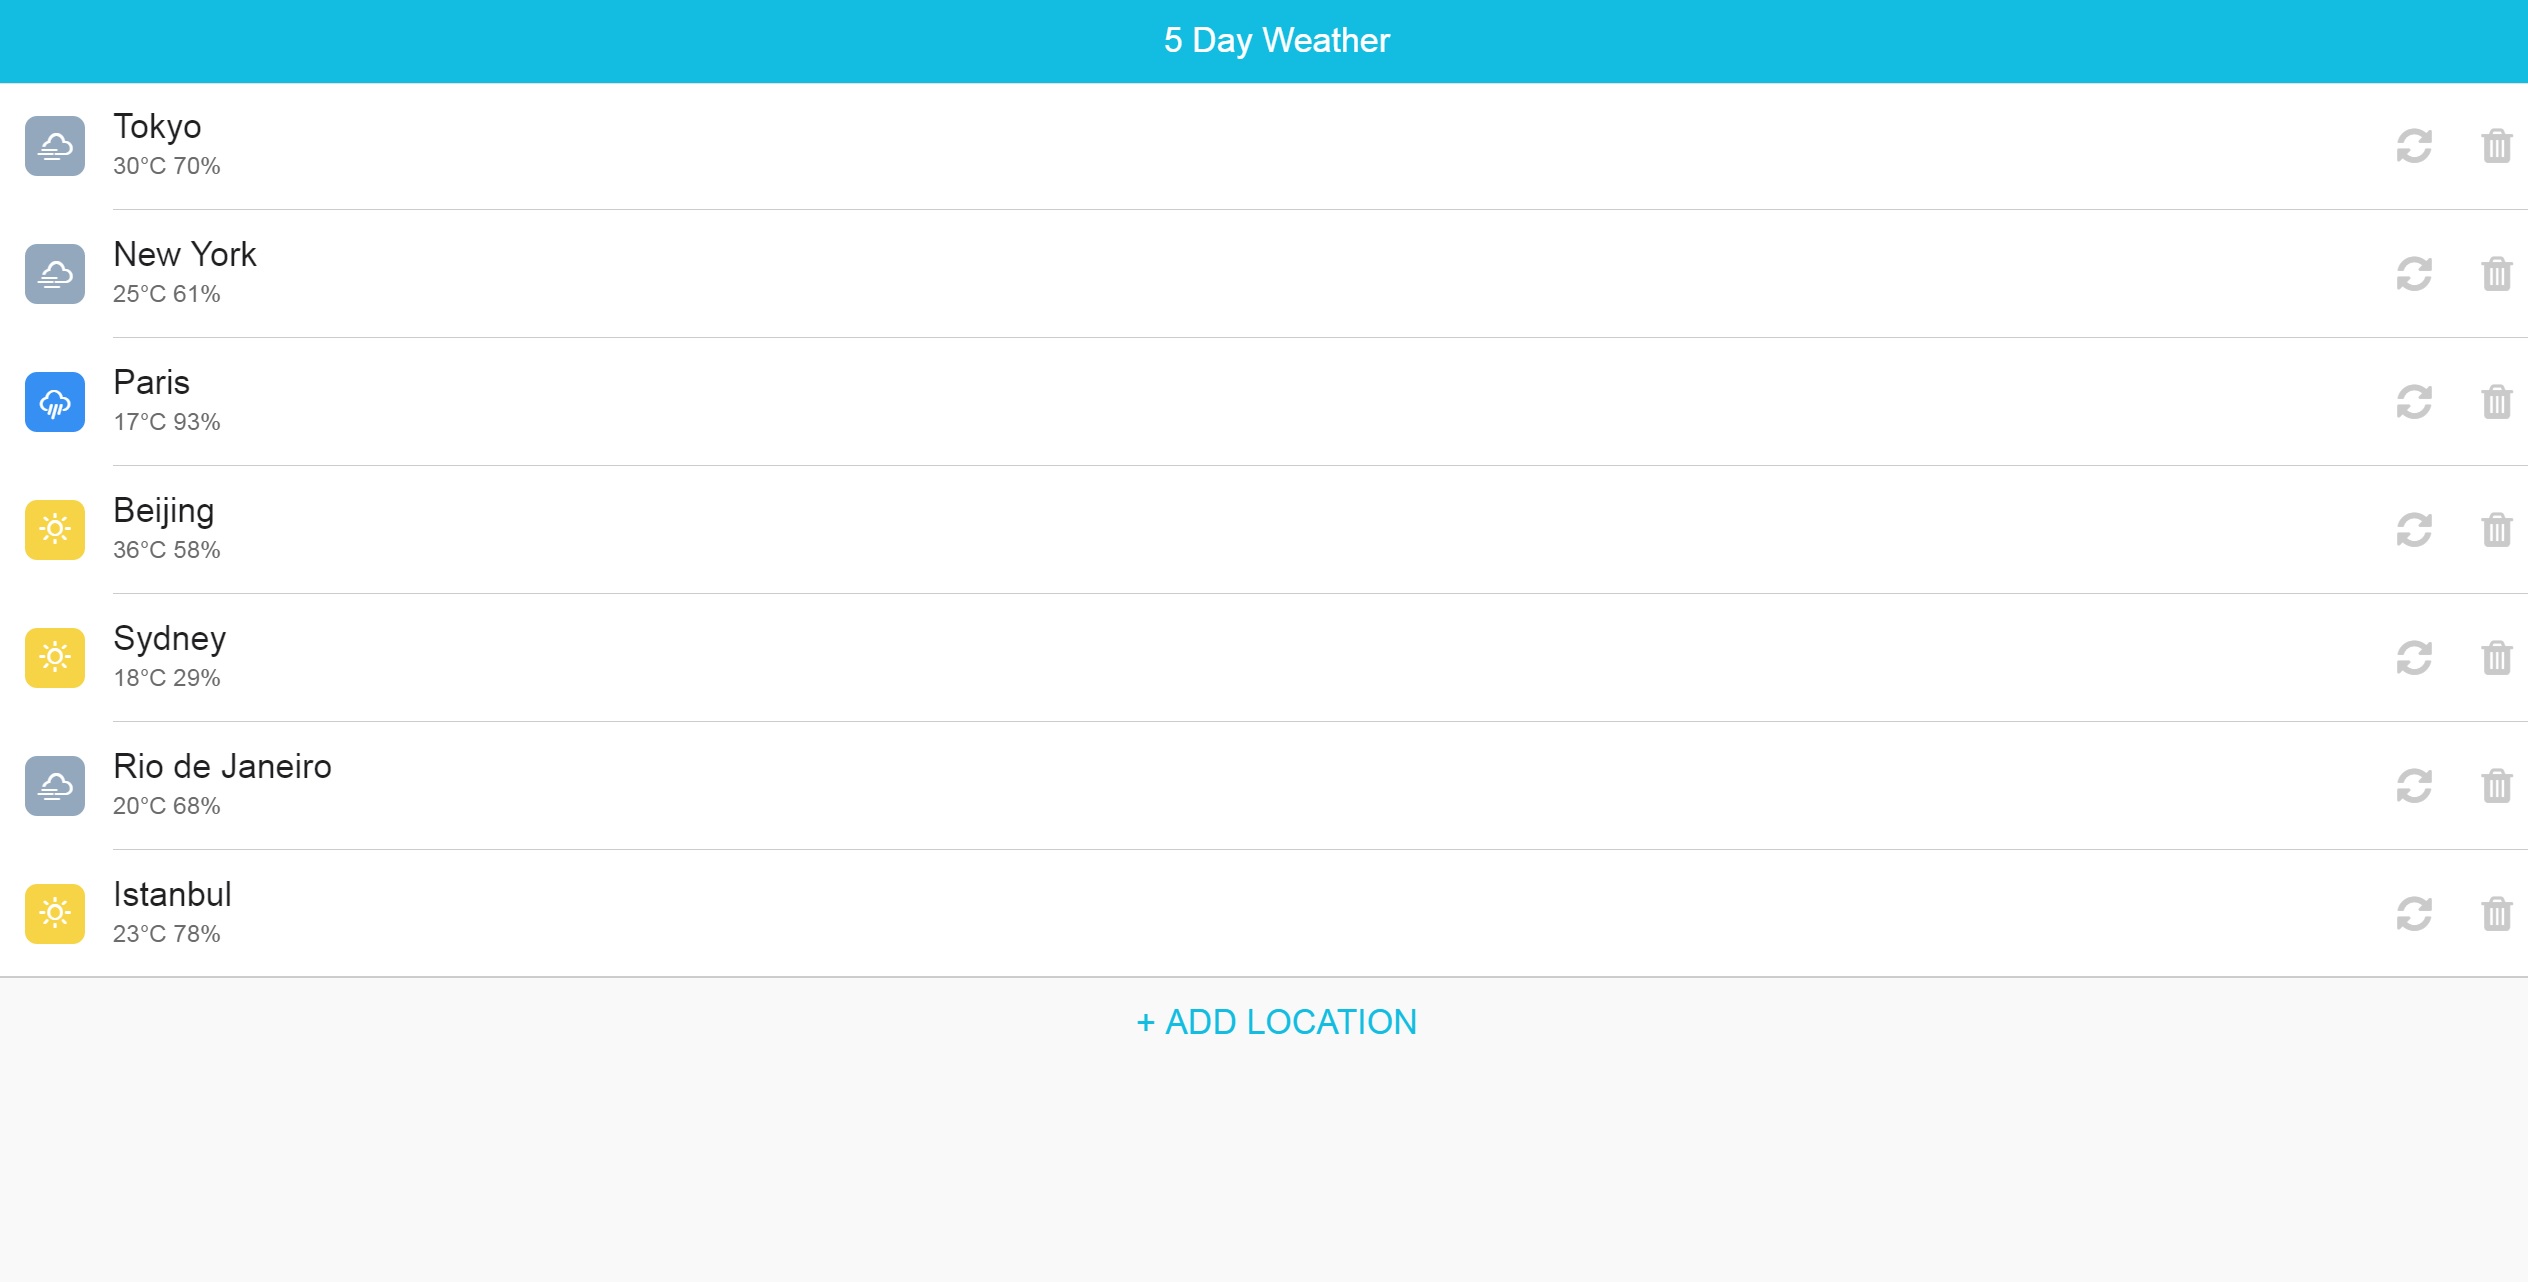 5 Day Weather
Tokyo
30°C 70%
New York
25°C 61%
Paris
17°C 93%
Beijing
36°C 58%
Sydney
18°C 29%
Rio de Janeiro
20°C 68%
Istanbul
23°C 78%
+ ADD LOCATION